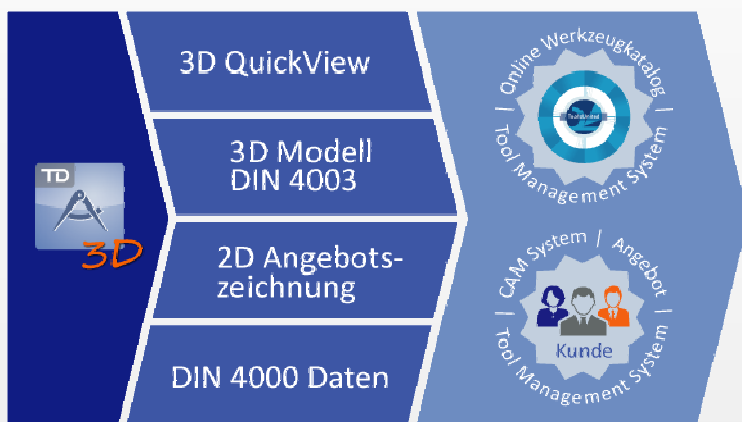 TD
3D
3D QuickView
3D Modell
DIN 4003
2D Angebots-
zeichnung
DIN 4000 Daten
| Online Werkzeugkatalog |
ToolsUnited
Tool Management System
| CAM System | Angebot |
Kunde
Tool Management System